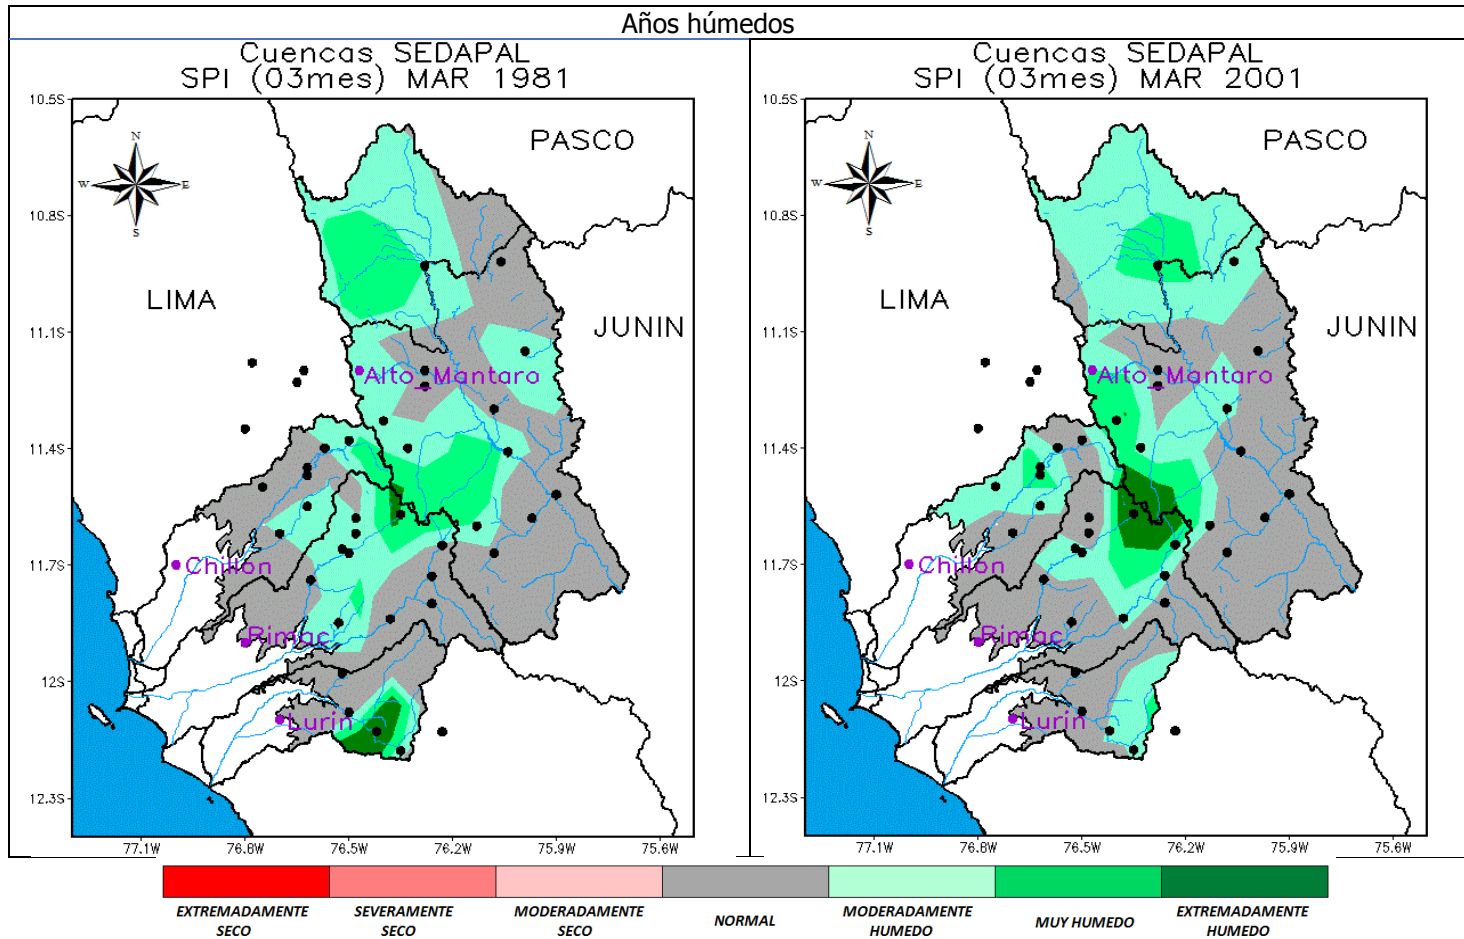 Años húmedos
Cuencas SEDAPAL
SPI (03mes) MAR 1981
10.5S
10.8S
11.1S
11.4S
11.7S
12S
12.3S
77.1W 76.8W 76.5W 76.2W 75.9W 75.6W
N
W E
S
PASCO
LIMA
JUNIN
Alto_Mantaro
Chillón
Rimac
Lurin
Cuencas SEDAPAL
SPI (03mes) MAR 2001
10.5S
10.8S
11.1S
11.4S
11.7S
12S
12.3S
77.1W 76.8W 76.5W 76.2W 75.9W 75.6W
N
W E
S
PASCO
LIMA
JUNIN
Alto_Mantaro
Chillón
Rimac
Lurin
EXTREMADAMENTE
SECO
SEVERAMENTE
SECO
MODERADAMENTE
SECO
NORMAL
MODERADAMENTE
HUMEDO
MUY HUMEDO
EXTREMADAMENTE
HUMEDO